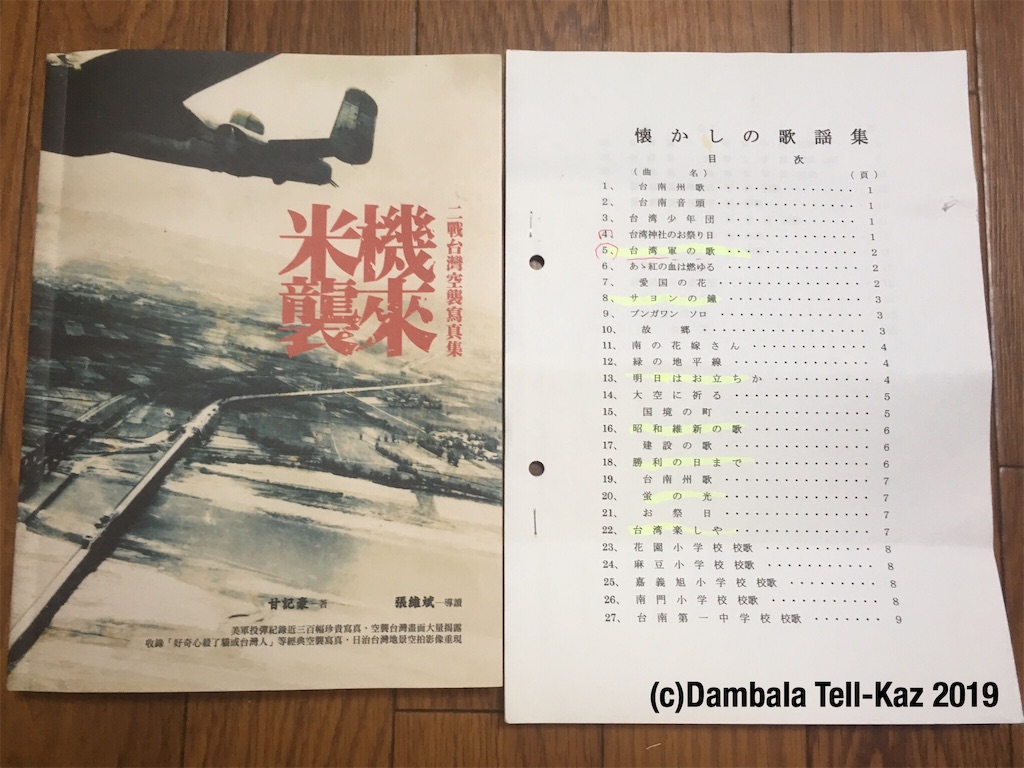 米機來襲
二戰台灣空襲寫真集
甘記豪—著
張維斌—導讀
美軍投彈紀錄近三百幅珍貴寫真，空襲台灣畫面大量揭露
收錄「好奇心殺了貓或台灣人」等經典空襲寫真，日治台灣地景空拍影像重現
懐かしの歌謡集
目 次
（曲 名） （頁）
1、 台南州歌 ・・・・・・・・・・・・・・・ 1
2、 台南音頭 ・・・・・・・・・・・・・・・ 1
3、 台湾少年団 ・・・・・・・・・・・・・・ 1
4、 台湾神社のお祭り日 ・・・・・・・・・・・・・・ 1
5、 台湾軍の歌 ・・・・・・・・・・・・・・ 2
6、 あゝ紅の血は燃ゆる ・・・・・・・・・・・・・・ 2
7、 愛国の花 ・・・・・・・・・・・・・・ 2
8、 サヨンの鐘 ・・・・・・・・・・・・・・ 3
9、 ブンガワン ソロ ・・・・・・・・・・・・・・ 3
10、 故 郷 ・・・・・・・・・・・・・・ 3
11、 南の花嫁さん ・・・・・・・・・・・・ 4
12、 緑の地平線 ・・・・・・・・・・・・・ 4
13、 明日はお立ちか ・・・・・・・・・・ 4
14、 大空に祈る ・・・・・・・・・・・・・ 5
15、 国境の町 ・・・・・・・・・・・・・ 5
16、 昭和維新の歌 ・・・・・・・・・・・・ 6
17、 建設の歌 ・・・・・・・・・・・・・ 6
18、 勝利の日まで ・・・・・・・・・・・・ 6
19、 台南州歌 ・・・・・・・・・・・・・ 7
20、 蛍の光 ・・・・・・・・・・・・・ 7
21、 お祭日 ・・・・・・・・・・・・・ 7
22、 台湾楽しや ・・・・・・・・・・・・・ 7
23、 花園小学校校歌 ・・・・・・・・・・・ 8
24、 麻豆小学校校歌 ・・・・・・・・・・・ 8
25、 嘉義旭小学校校歌 ・・・・・・・・・ 8
26、 南門小学校校歌 ・・・・・・・・・・・ 8
27、 台南第一中学校校歌 ・・・・・・・・ 9
(c)Dambala Tell-Kaz 2019